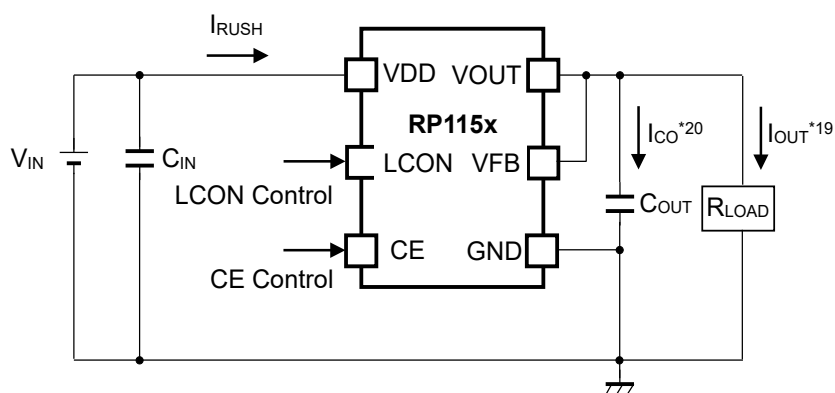 IRUSH
VDD VOUT
RP115x
ICO*20 IOUT*19
VIN CIN LCON VFB
LCON Control
COUT RLOAD
CE GND
CE Control